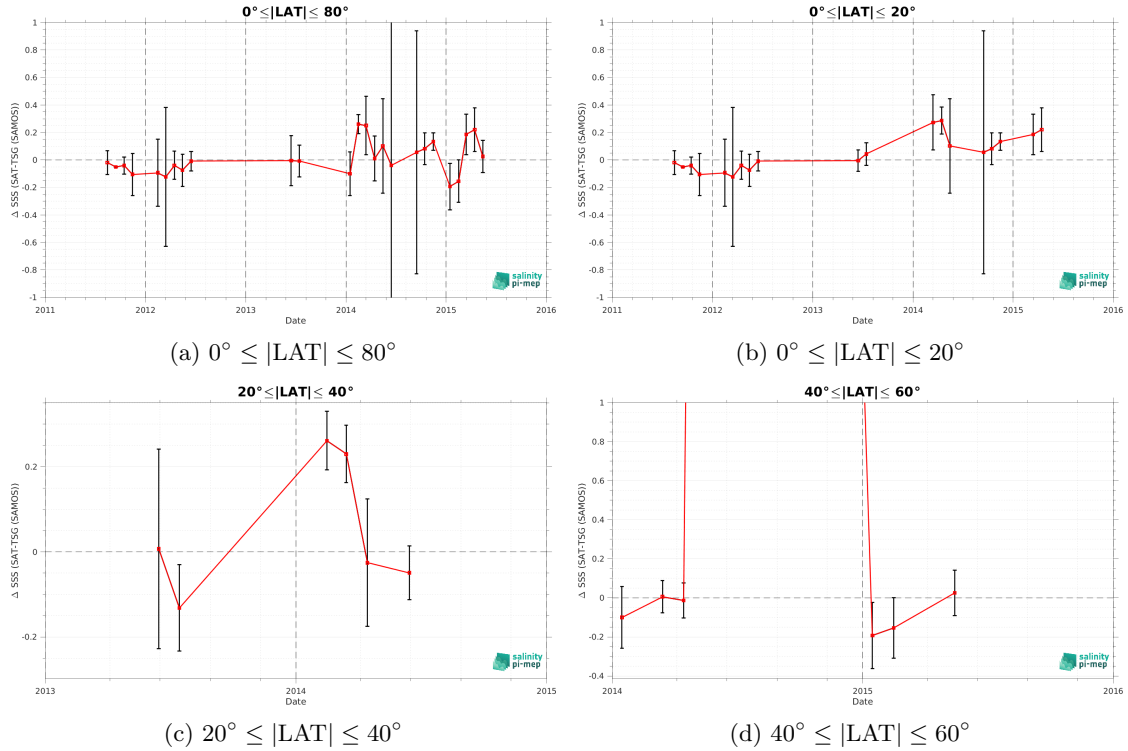 0°≤|LAT|≤ 80°
Δ SSS (SAT-TSG (SAMOS))
1
0.8
0.6
0.4
0.2
0
-0.2
-0.4
-0.6
-0.8
-1
2011 2012 2013 2014 2015 2016
Date
salinity
pi-mep
(a) 0° ≤ |LAT| ≤ 80°
0°≤|LAT|≤ 20°
Δ SSS (SAT-TSG (SAMOS))
1
0.8
0.6
0.4
0.2
0
-0.2
-0.4
-0.6
-0.8
-1
2011 2012 2013 2014 2015 2016
Date
salinity
pi-mep
(b) 0° ≤ |LAT| ≤ 20°
20°≤|LAT|≤ 40°
Δ SSS (SAT-TSG (SAMOS))
0.2
0
-0.2
2013 2014 2015
Date
salinity
pi-mep
(c) 20° ≤ |LAT| ≤ 40°
40°≤|LAT|≤ 60°
Δ SSS (SAT-TSG (SAMOS))
1
0.8
0.6
0.4
0.2
0
-0.2
-0.4
2014 2015 2016
Date
salinity
pi-mep
(d) 40° ≤ |LAT| ≤ 60°